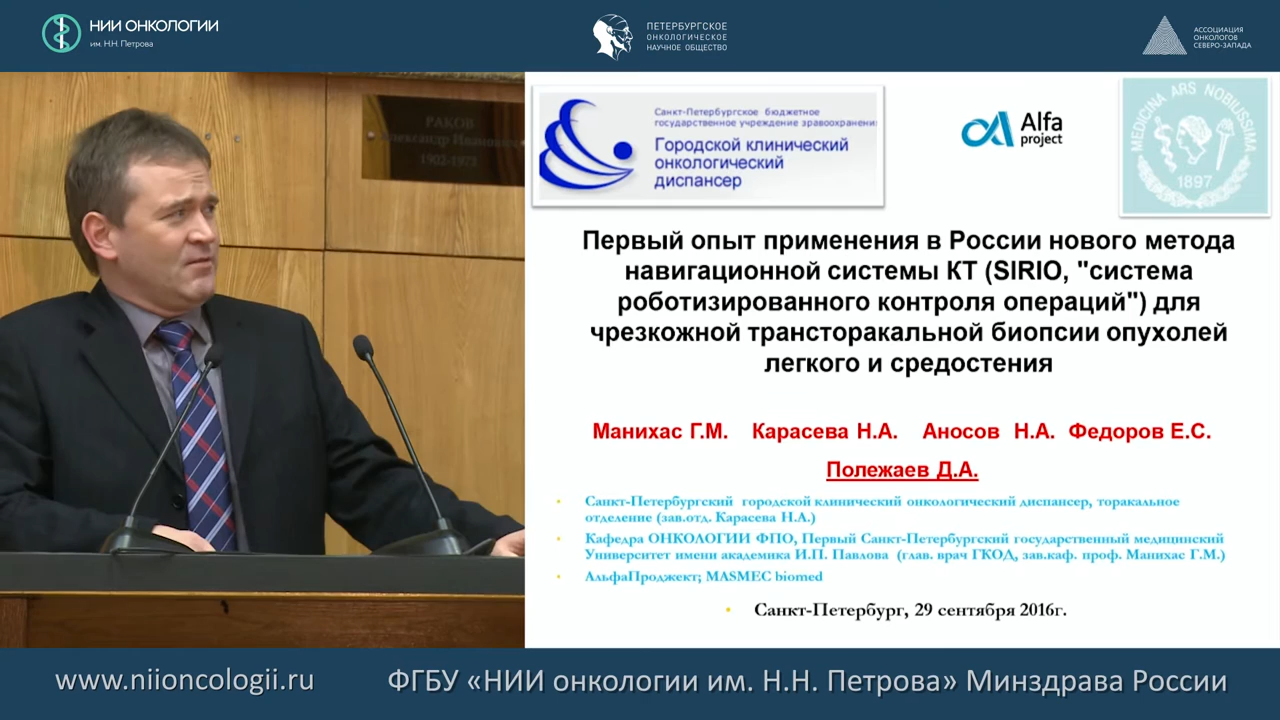 НИИ ОНКОЛОГИИ
им. Н.Н. Петрова
ПЕТЕРБУРГСКОЕ
ОНКОЛОГИЧЕСКОЕ
НАУЧНОЕ ОБЩЕСТВО
АССОЦИАЦИЯ
ОНКОЛОГОВ
СЕВЕРО-ЗАПАДА
РАКОВ
Александр Иванович
1902-1972
Санкт-Петербургское бюджетное
государственное учреждение здравоохранени
Городской клинический
онкологический
диспансер
Alfa
project
MEDICINA ARS NOBILISSIMA
1897
Первый опыт применения в России нового метода
навигационной системы КТ (SIRIO, "система
роботизированного контроля операций") для
чрезкожной трансторакальной биопсии опухолей
легкого и средостения
Манихас Г.М. Карасева Н.А. Аносов Н.А. Федоров Е.С.
Полежаев Д.А.
• Санкт-Петербургский городской клинический онкологический диспансер, торакальное
отделение (зав.отд. Карасева Н.А.)
• Кафедра ОНКОЛОГИИ ФПО, Первый Санкт-Петербургский государственный медицинский
Университет имени академика И.П. Павлова (глав. врач ГКОД, зав.каф. проф. Манихас Г.М.)
• АльфаПроджект; MASMEC biomed
• Санкт-Петербург, 29 сентября 2016г.
www.niioncologii.ru
ФГБУ «НИИ онкологии им. Н.Н. Петрова» Минздрава России